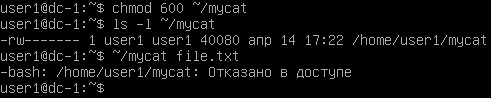 user1@dc-1:~$ chmod 600 ~/mycat
user1@dc-1:~$ ls -l ~/mycat
-rw------- 1 user1 user1 40080 апр 14 17:22 /home/user1/mycat
user1@dc-1:~$ ~/mycat file.txt
-bash: /home/user1/mycat: Отказано в доступе
user1@dc-1:~$